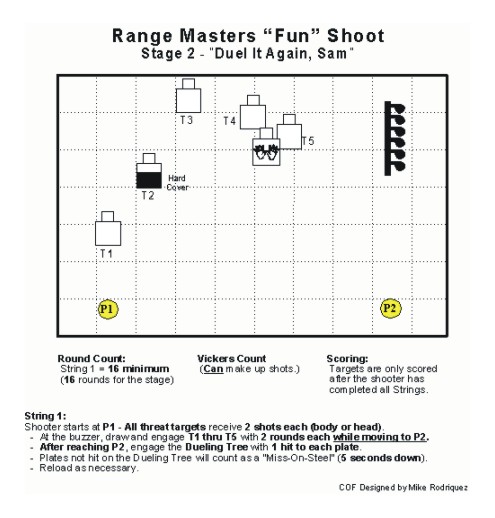 Range Masters “Fun” Shoot
Stage 2 - "Duel It Again, Sam"
T3
T4
T5
Hard
Cover
T2
T1
P1
P2
Round Count:
String 1 = 16 minimum
(16 rounds for the stage)
Vickers Count
(Can make up shots.)
Scoring:
Targets are only scored
after the shooter has
completed all Strings.
String 1:
Shooter starts at P1 - All threat targets receive 2 shots each (body or head).
- At the buzzer, draw and engage T1 thru T5 with 2 rounds each while moving to P2.
- After reaching P2, engage the Dueling Tree with 1 hit to each plate.
- Plates not hit on the Dueling Tree will count as a "Miss-On-Steel" (5 seconds down).
- Reload as necessary.
COF Designed by Mike Rodriquez